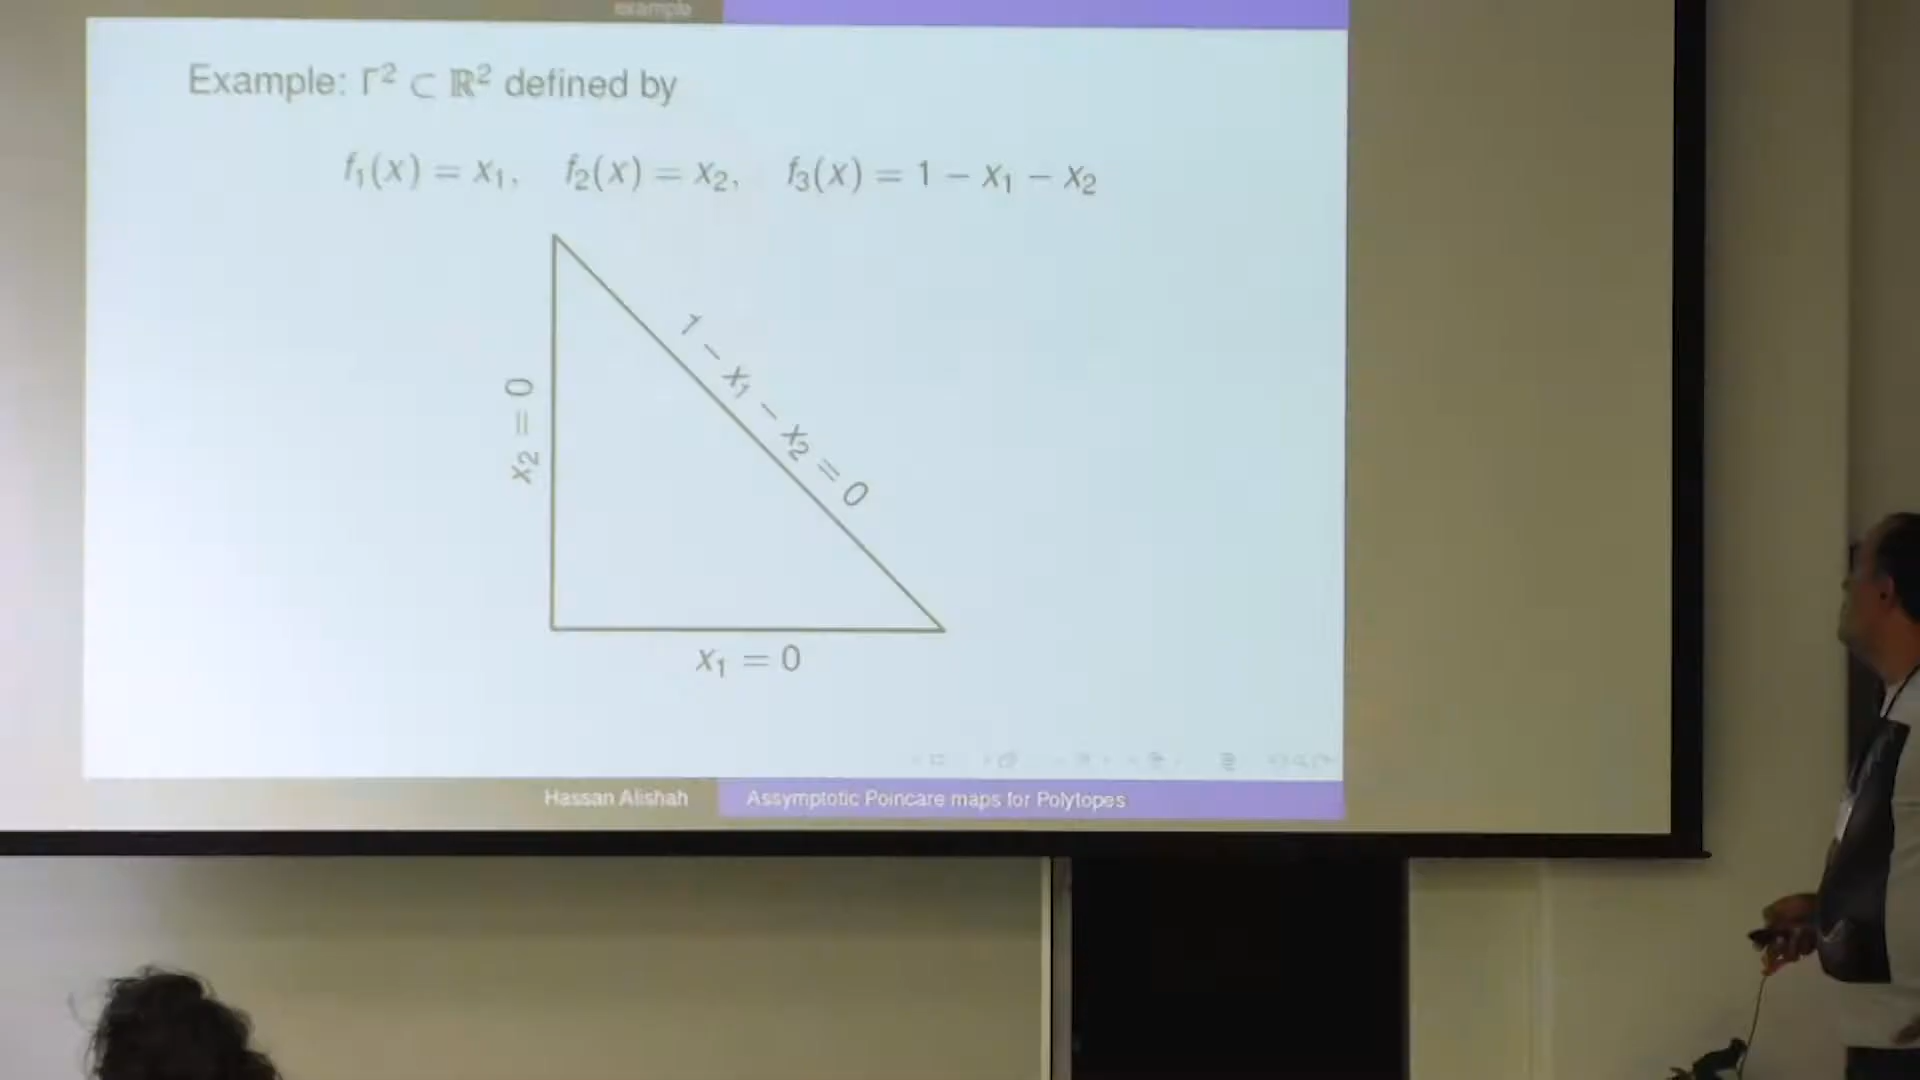 example
Example: Γ² ⊂ ℝ² defined by
f₁(x) = x₁, f₂(x) = x₂, f₃(x) = 1 − x₁ − x₂
1 − x₁ − x₂ = 0
x₂ = 0
x₁ = 0
Hassan Alishah Assymptotic Poincare maps for Polytopes